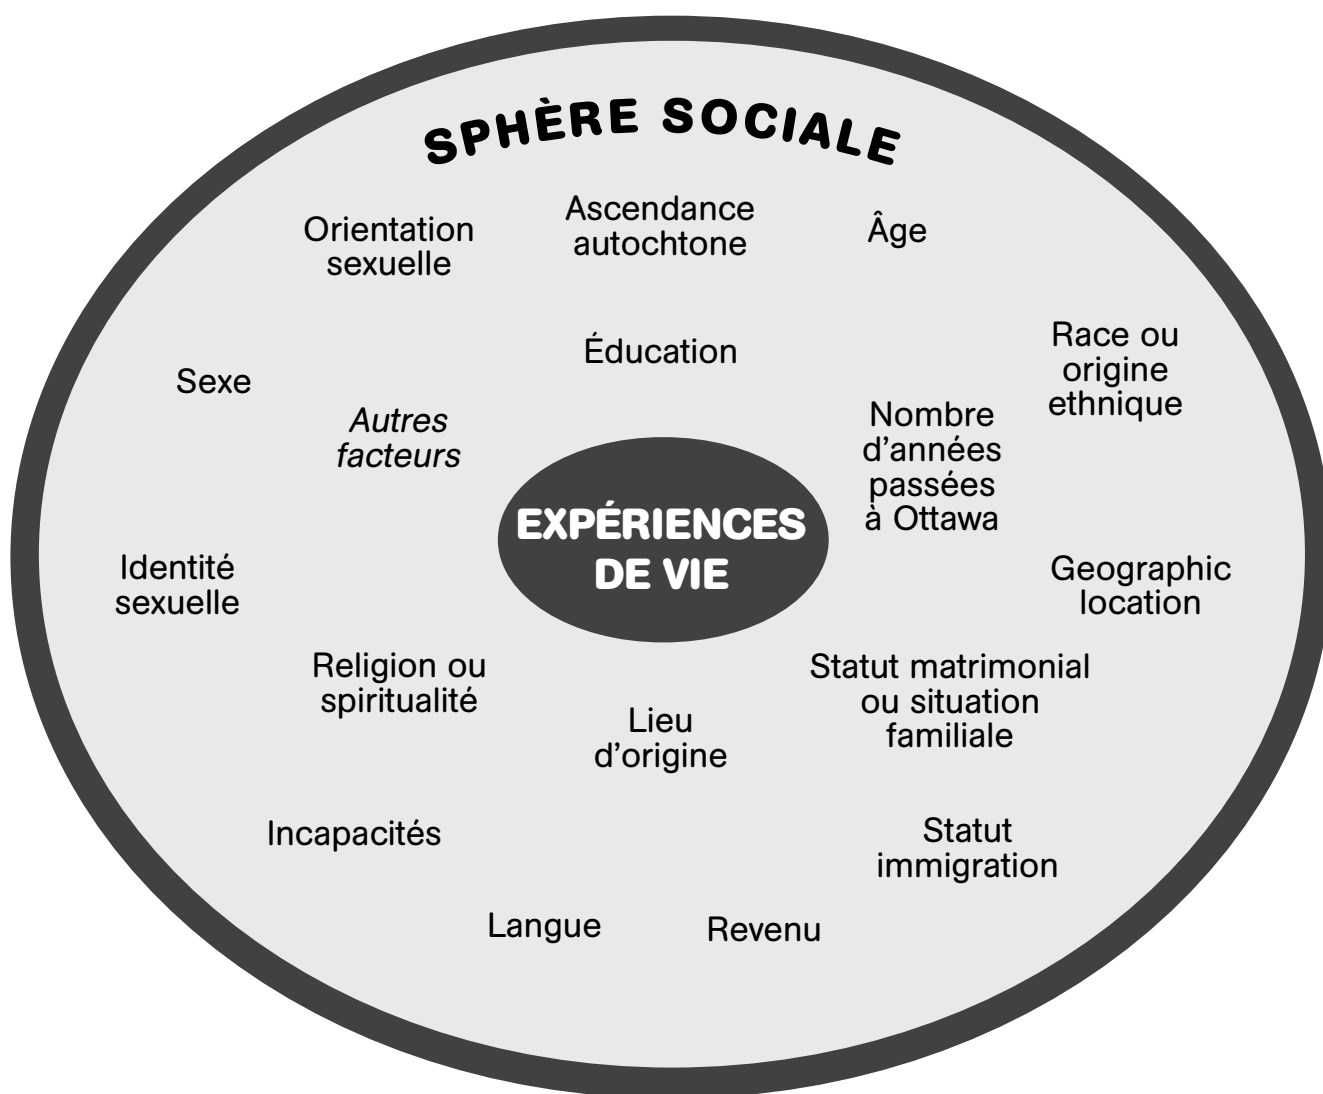 SPHÈRE SOCIALE
Orientation
sexuelle
Ascendance
autochtone
Âge
Éducation
Race ou
origine
ethnique
Sexe
Autres
facteurs
Nombre
d'années
passées
à Ottawa
EXPÉRIENCES
DE VIE
Identité
sexuelle
Geographic
location
Religion ou
spiritualité
Lieu
d'origine
Statut matrimonial
ou situation
familiale
Incapacités
Statut
immigration
Langue
Revenu